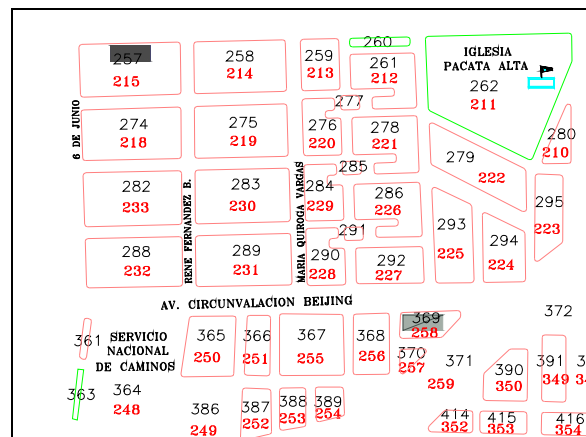 260
257 258 259 261
215 214 213 212
IGLESIA
PACATA ALTA
262
211
277
274 275 276 278
218 219 220 221
6 DE JUNIO
280
210
279
222
285
282 283 284 286
233 230 229 226
RENE FERNANDEZ B.
MARIA QUIROGA VARGAS
293 294 295
225 224 223
291
288 289 290 292
232 231 228 227
AV. CIRCUNVALACION BEIJING
369
258
372
361
SERVICIO
NACIONAL
DE CAMINOS
365 366 367 368
250 251 255 256
370 371
257 259
390 391
350 349
363
364
248
386 387 388 389
249 252 253 254
414 415 416
352 353 354